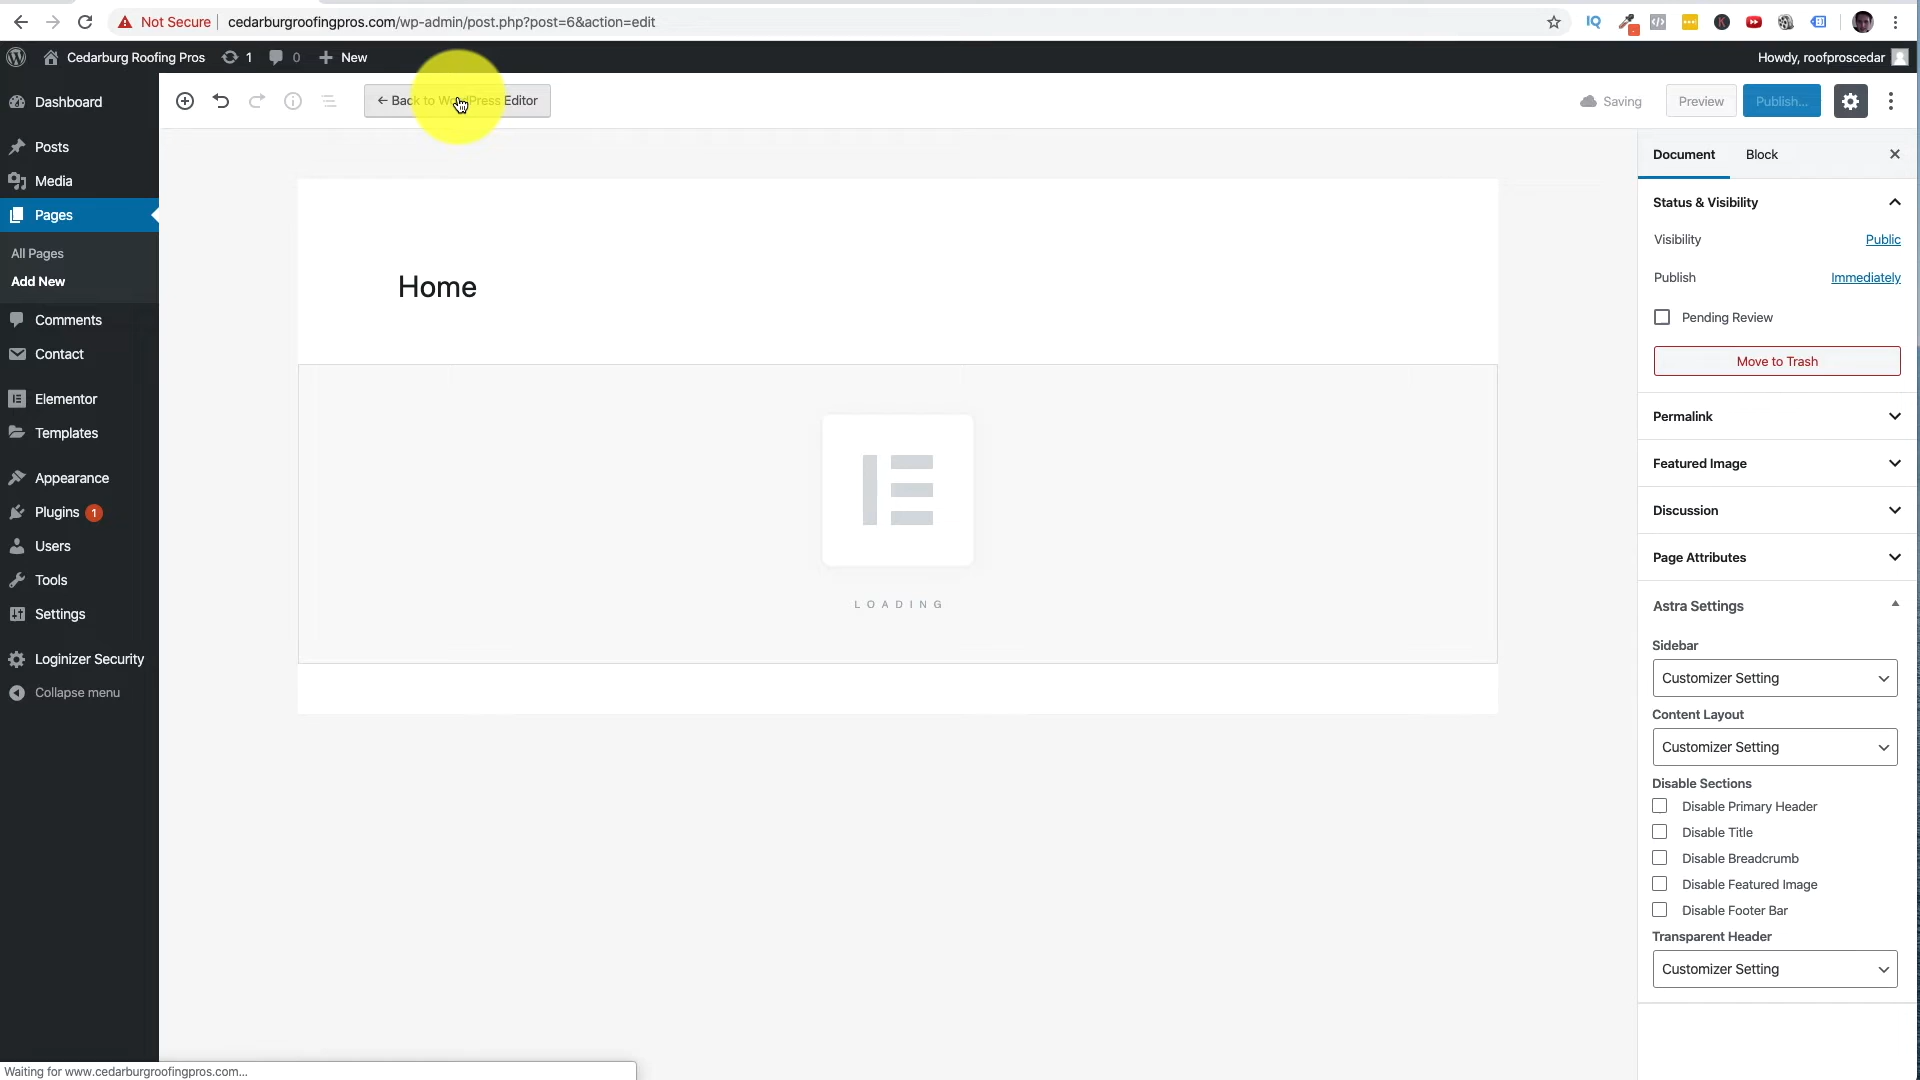 Not Secure
cedarburgroofingpros.com/wp-admin/post.php?post=6&action=edit
Cedarburg Roofing Pros
1
0
New
Howdy, roofproscedar
← Back to WordPress Editor
Saving
Preview
Publish...
Dashboard
Posts
Media
Pages
All Pages
Add New
Comments
Contact
Elementor
Templates
Appearance
Plugins 1
Users
Tools
Settings
Loginizer Security
Collapse menu
Home
LOADING
Document
Block
Status & Visibility
Visibility
Public
Publish
Immediately
Pending Review
Move to Trash
Permalink
Featured Image
Discussion
Page Attributes
Astra Settings
Sidebar
Customizer Setting
Content Layout
Customizer Setting
Disable Sections
Disable Primary Header
Disable Title
Disable Breadcrumb
Disable Featured Image
Disable Footer Bar
Transparent Header
Customizer Setting
Waiting for www.cedarburgroofingpros.com...